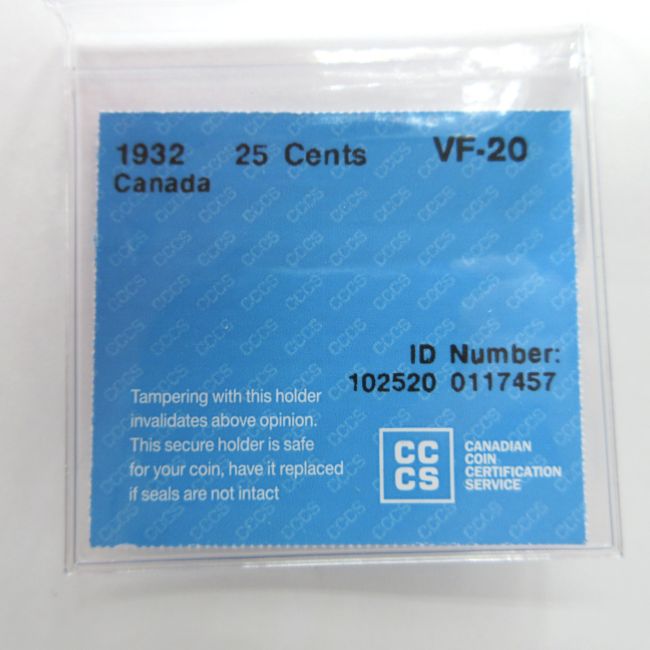 1932 25 Cents VF-20
Canada
ID Number:
102520 0117457
Tampering with this holder
invalidates above opinion.
This secure holder is safe
for your coin, have it replaced
if seals are not intact
CC
CS
CANADIAN
COIN
CERTIFICATION
SERVICE